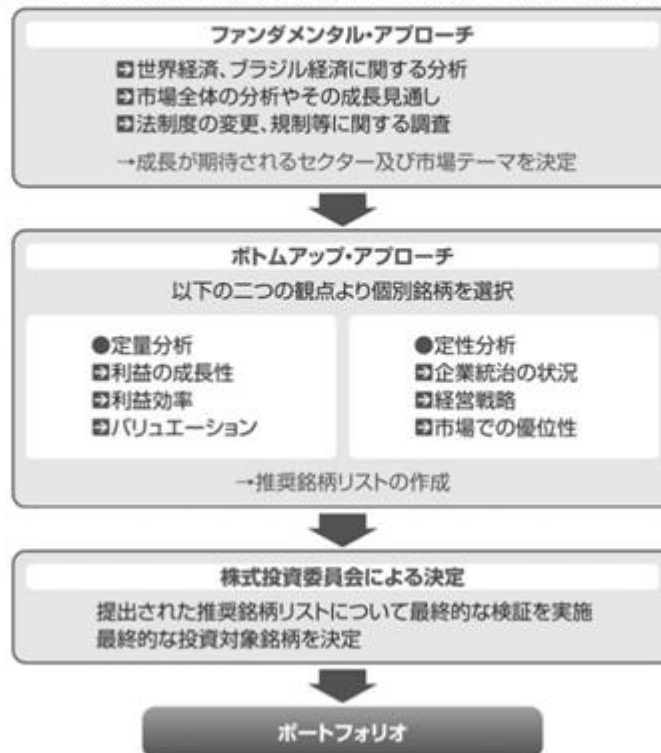 ファンダメンタル・アプローチ
➡世界経済、ブラジル経済に関する分析
➡市場全体の分析やその成長見通し
➡法制度の変更、規制等に関する調査
→成長が期待されるセクター及び市場テーマを決定
ボトムアップ・アプローチ
以下の二つの観点より個別銘柄を選択
●定量分析
➡利益の成長性
➡利益効率
➡バリュエーション
●定性分析
➡企業統治の状況
➡経営戦略
➡市場での優位性
→推奨銘柄リストの作成
株式投資委員会による決定
提出された推奨銘柄リストについて最終的な検証を実施
最終的な投資対象銘柄を決定
ポートフォリオ